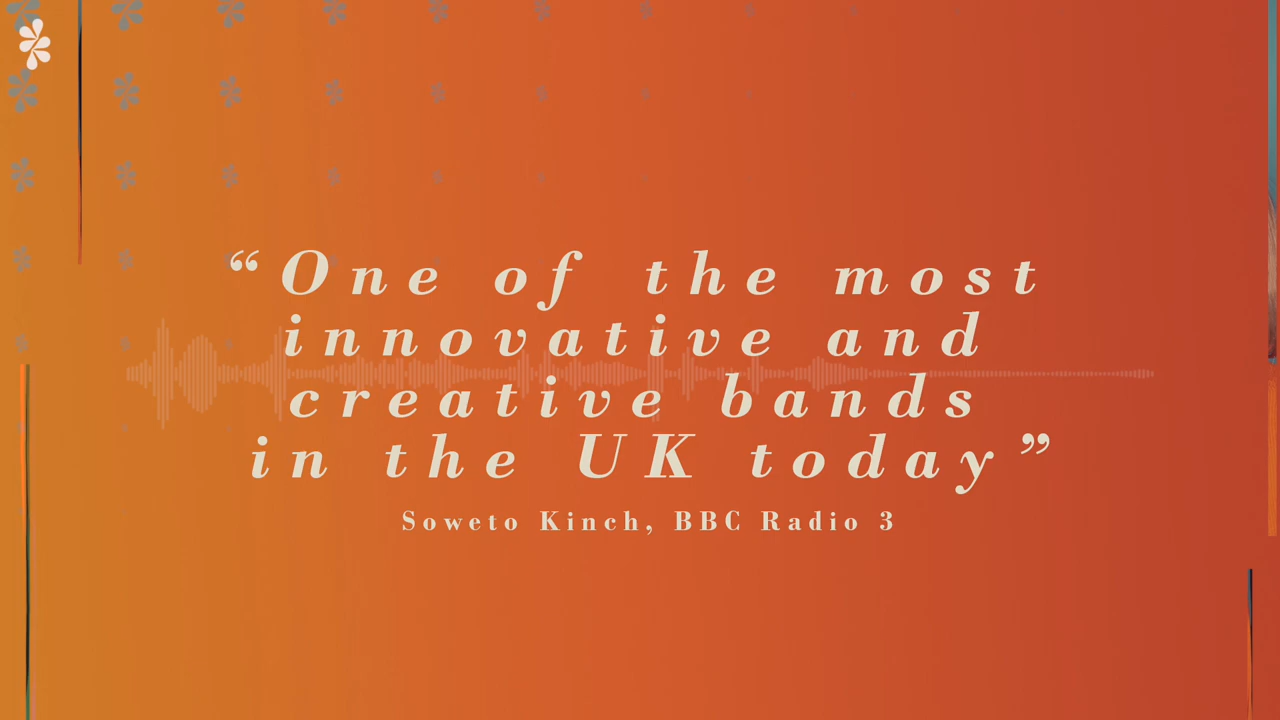 “One of the most
innovative and
creative bands
in the UK today”
Soweto Kinch, BBC Radio 3